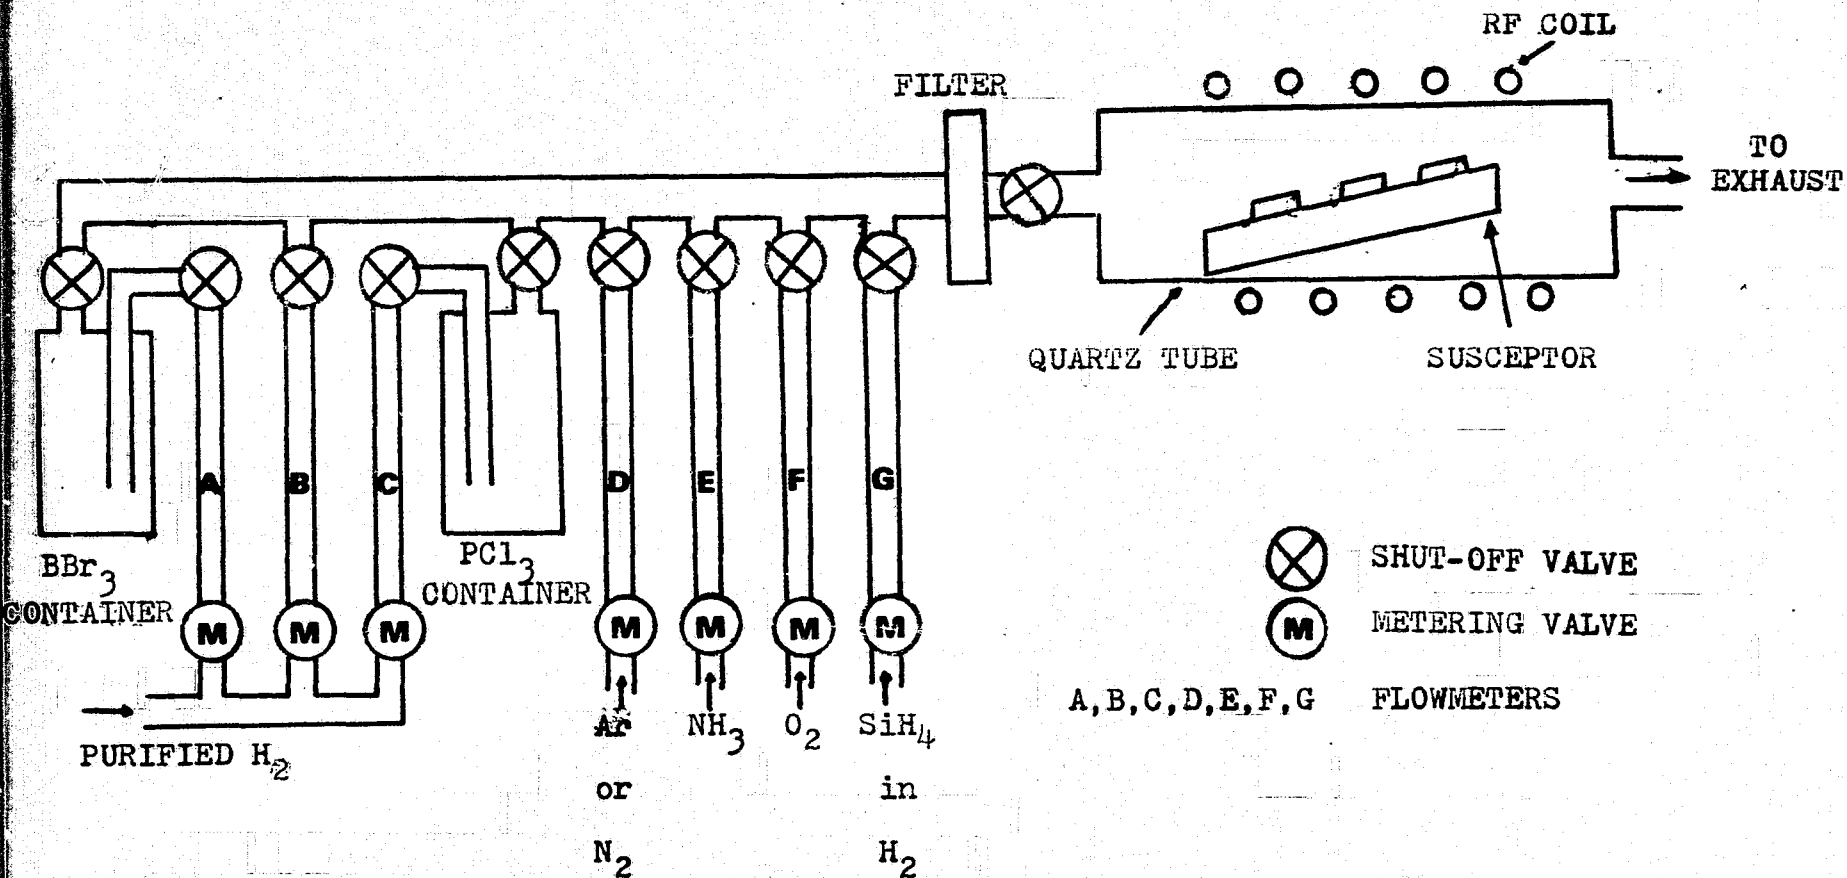 RF COIL
FILTER
TO
EXHAUST
QUARTZ TUBE
SUSCEPTOR
A
B
C
D
E
F
G
BBr3
CONTAINER
PCl3
CONTAINER
M
M
M
M
M
M
M
PURIFIED H2
Ar
or
N2
NH3
O2
SiH4
in
H2
SHUT-OFF VALVE
M METERING VALVE
A,B,C,D,E,F,G FLOWMETERS